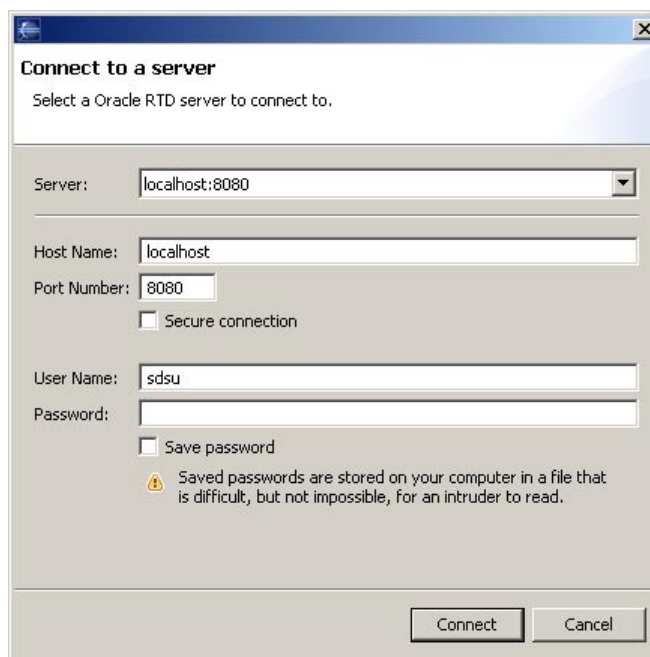 Connect to a server
Select a Oracle RTD server to connect to.
Server: localhost:8080
Host Name: localhost
Port Number: 8080
Secure connection
User Name: sdsu
Password:
Save password
Saved passwords are stored on your computer in a file that
is difficult, but not impossible, for an intruder to read.
Connect Cancel